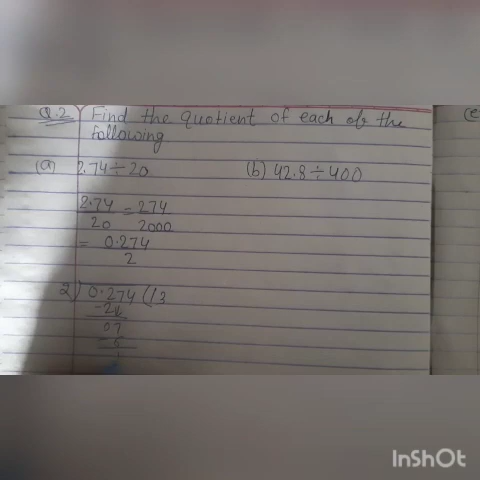 Q.2 Find the quotient of each of the
following
(a) 2.74 ÷ 20
(b) 42.8 ÷ 400
(e
2.74 = 274
20 2000
= 0.274
2
2) 0.274 (13
-2
07
6
1
InShOt